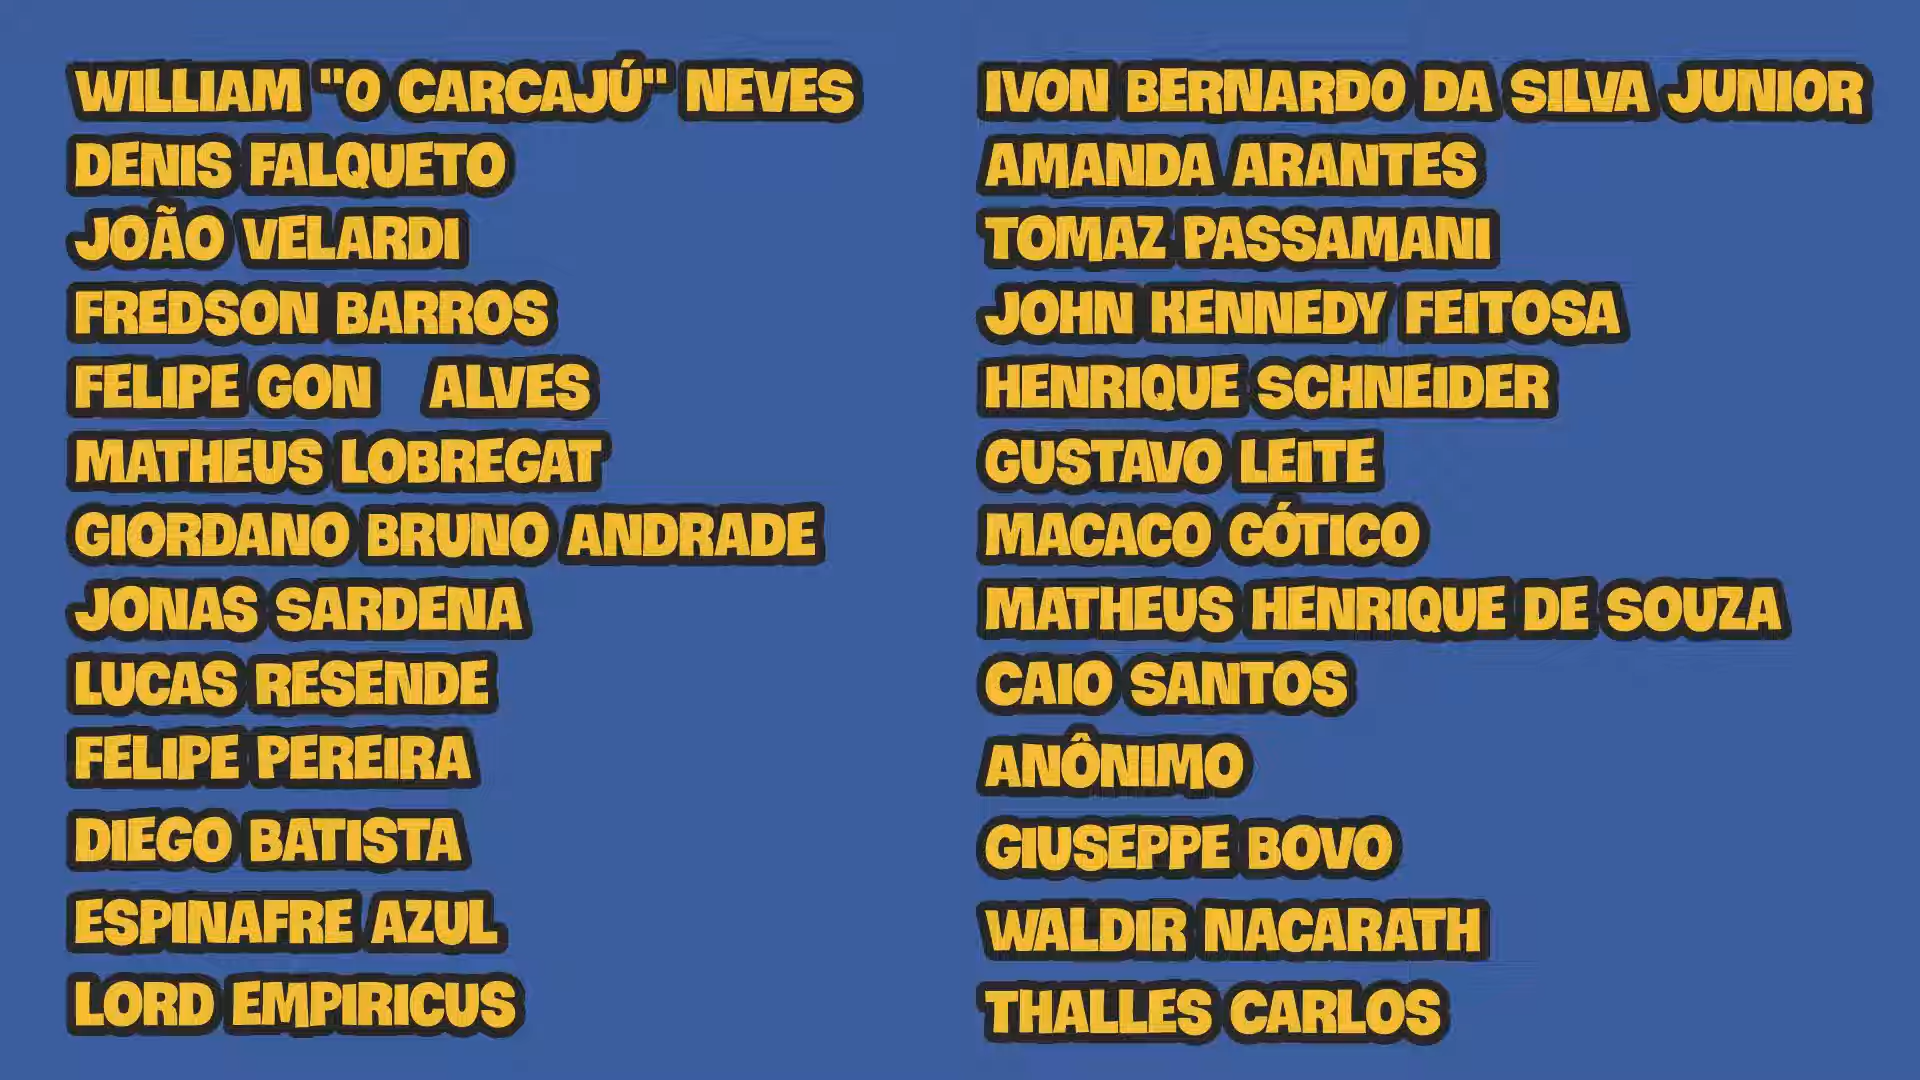 WILLIAM "O CARCAJÚ" NEVES
DENIS FALQUETO
JOÃO VELARDI
FREDSON BARROS
FELIPE GON ALVES
MATHEUS LOBREGAT
GIORDANO BRUNO ANDRADE
JONAS SARDENA
LUCAS RESENDE
FELIPE PEREIRA
DIEGO BATISTA
ESPINAFRE AZUL
LORD EMPIRICUS
IVON BERNARDO DA SILVA JUNIOR
AMANDA ARANTES
TOMAZ PASSAMANI
JOHN KENNEDY FEITOSA
HENRIQUE SCHNEIDER
GUSTAVO LEITE
MACACO GÓTICO
MATHEUS HENRIQUE DE SOUZA
CAIO SANTOS
ANÔNIMO
GIUSEPPE BOVO
WALDIR NACARATH
THALLES CARLOS